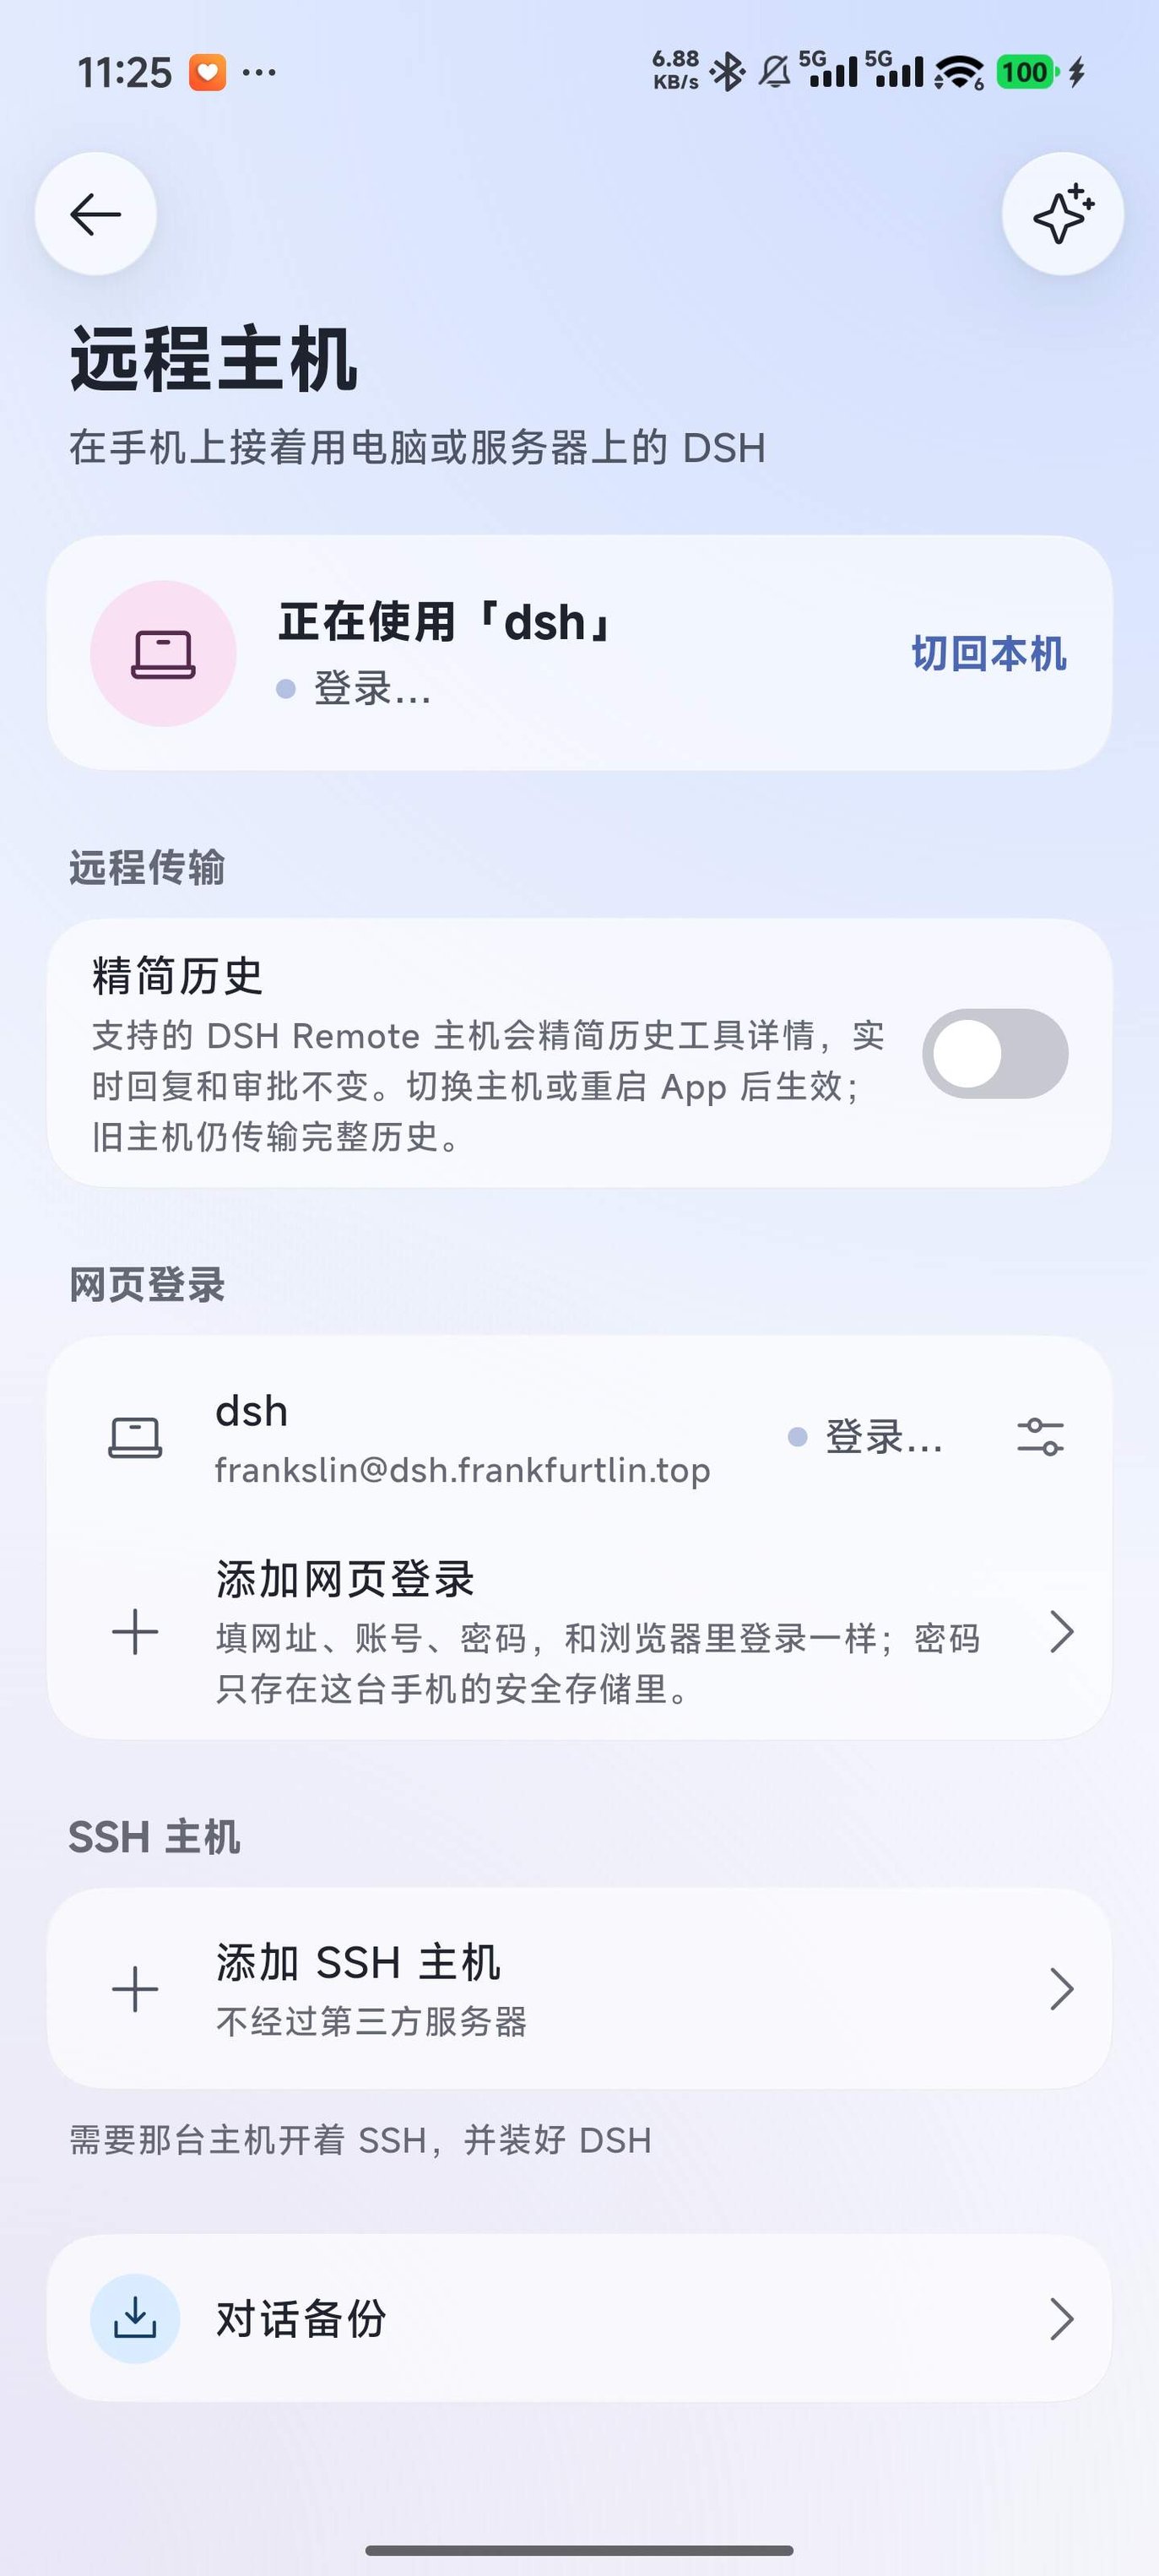 11:25
6.88 KB/s
5G
5G
6
100
远程主机
在手机上接着用电脑或服务器上的 DSH
正在使用「dsh」
登录...
切回本机
远程传输
精简历史
支持的 DSH Remote 主机会精简历史工具详情，实
时回复和审批不变。切换主机或重启 App 后生效；
旧主机仍传输完整历史。
网页登录
dsh
frankslin@dsh.frankfurtlin.top
登录...
添加网页登录
填网址、账号、密码，和浏览器里登录一样；密码
只存在这台手机的安全存储里。
SSH 主机
添加 SSH 主机
不经过第三方服务器
需要那台主机开着 SSH，并装好 DSH
对话备份